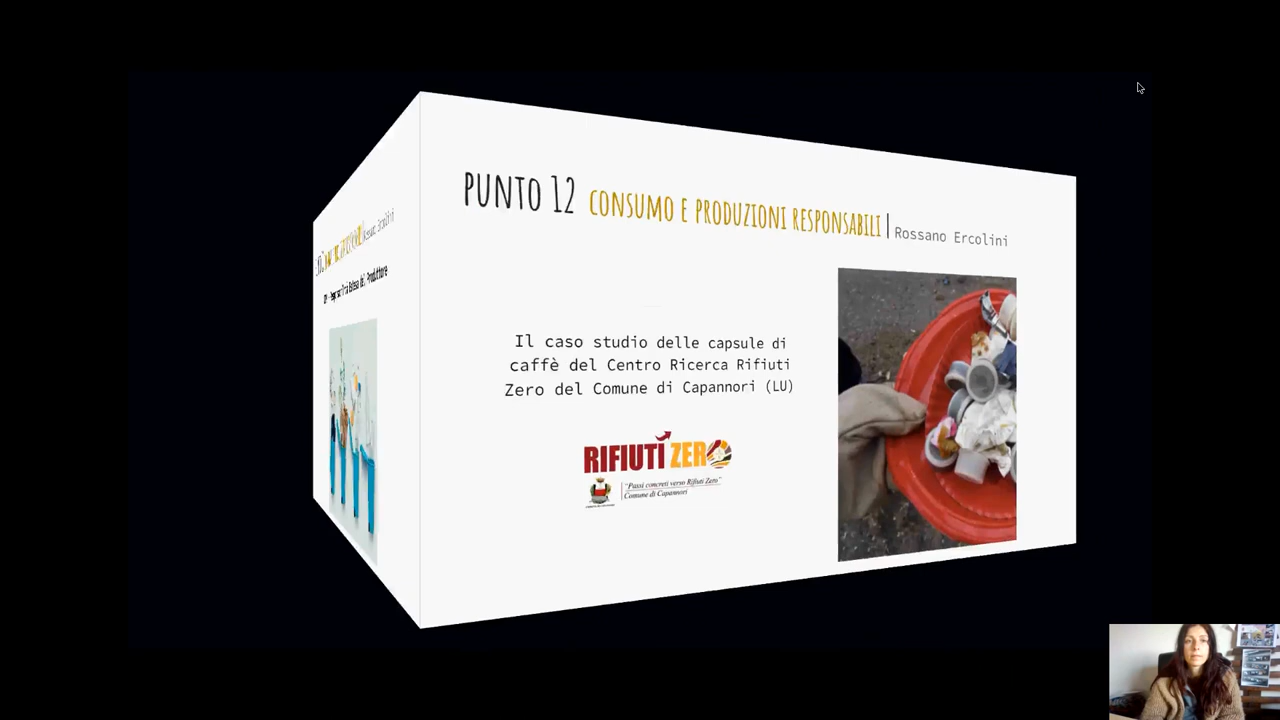 PUNTO 12 CONSUMO E PRODUZIONI RESPONSABILI | Rossano Ercolini
Il caso studio delle capsule di
caffè del Centro Ricerca Rifiuti
Zero del Comune di Capannori (LU)
RIFIUTI ZERO
"Passi concreti verso Rifiuti Zero"
Comune di Capannori